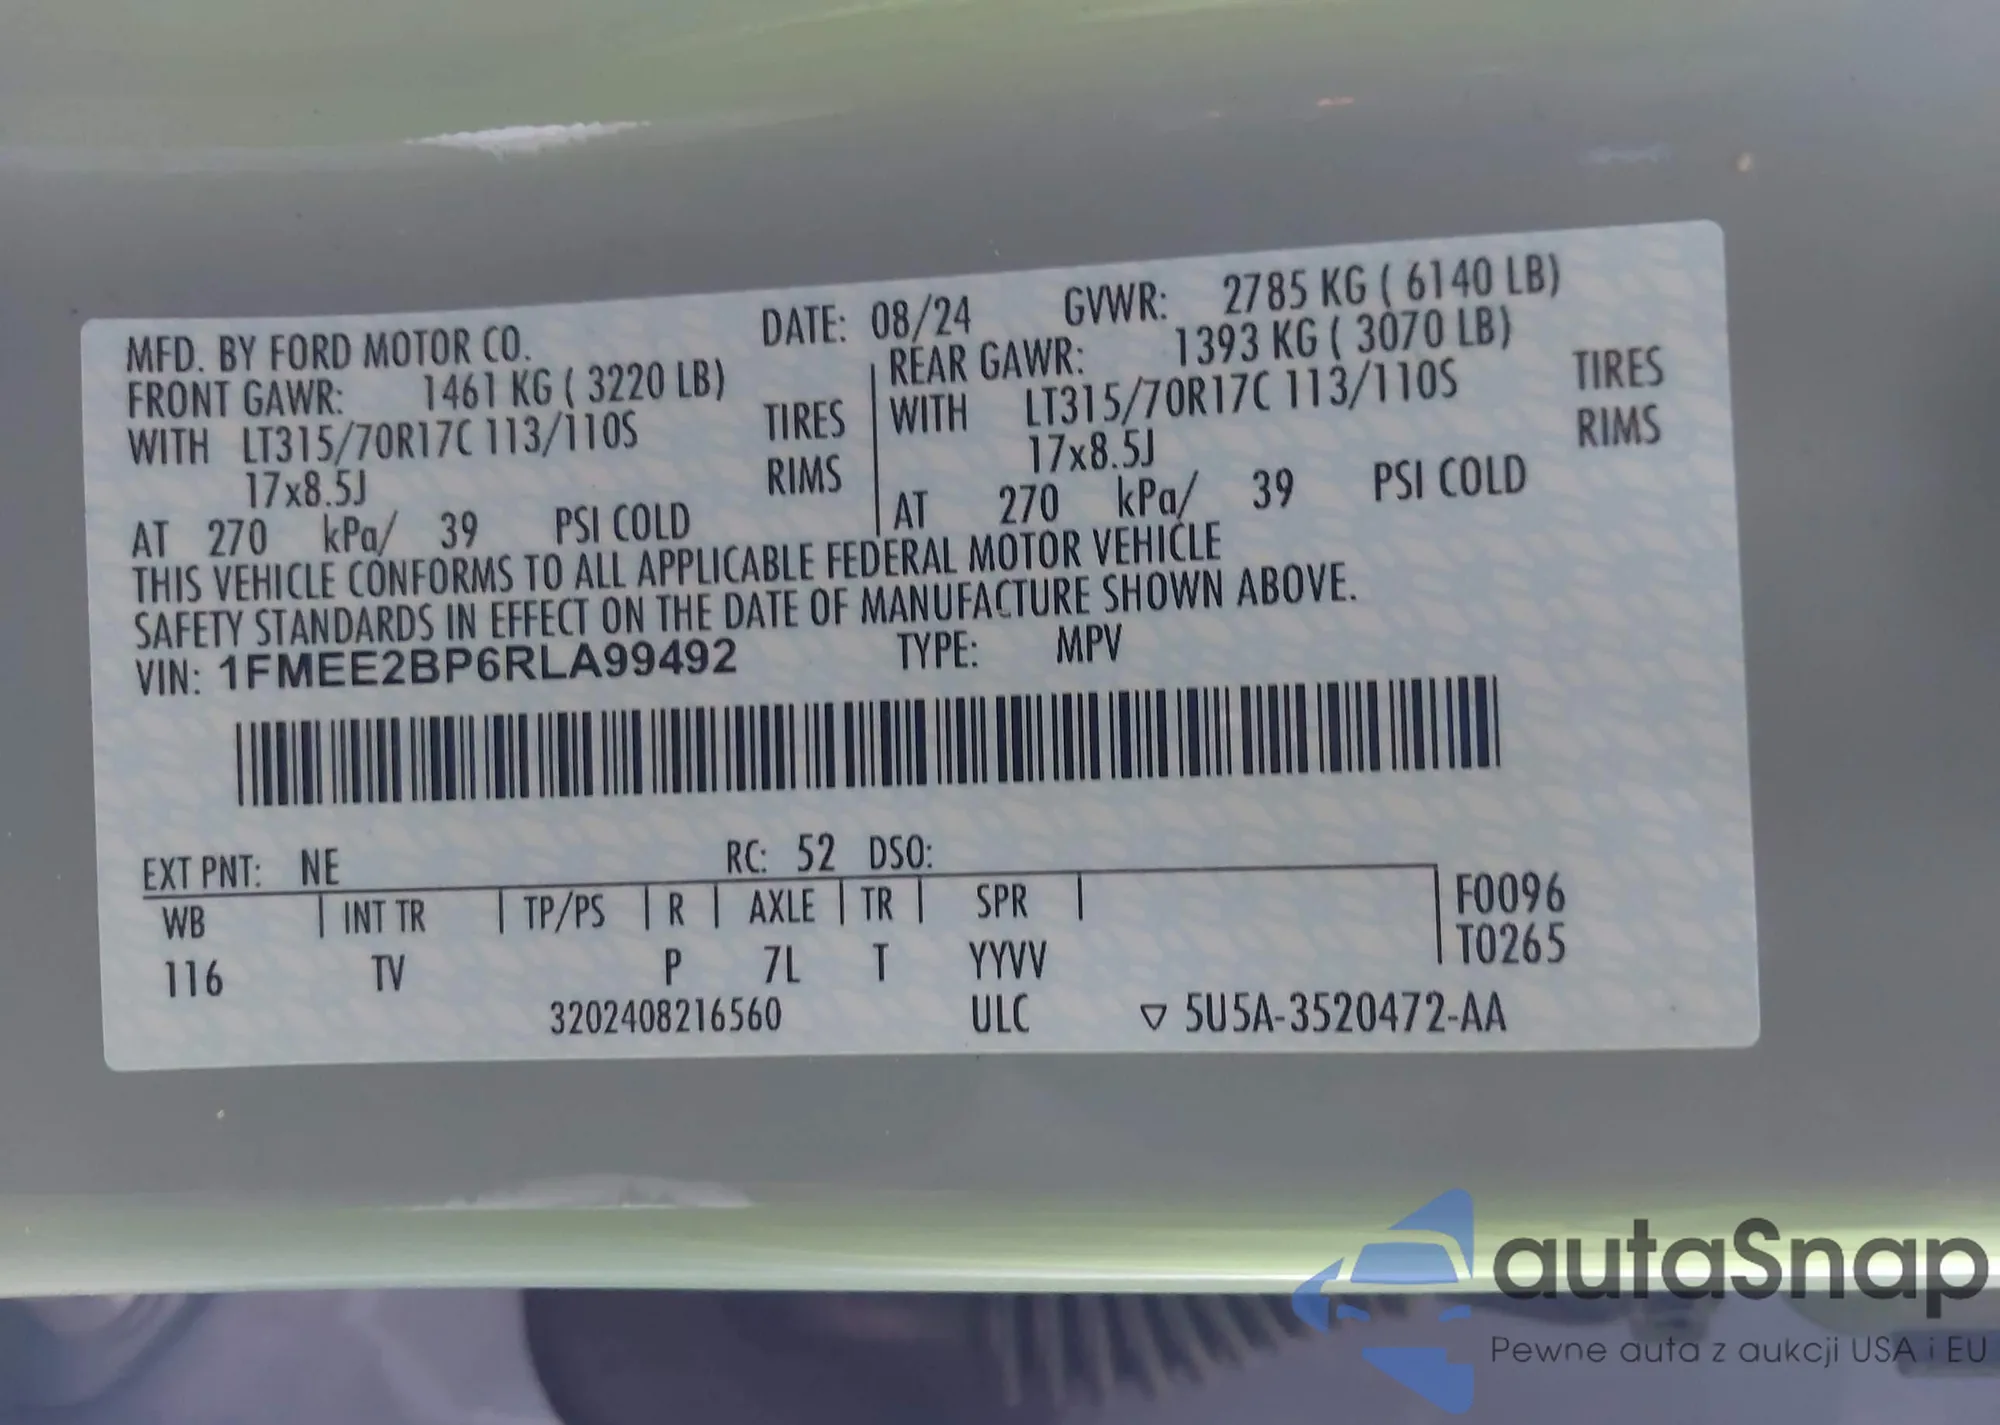 MFD. BY FORD MOTOR CO. DATE: 08/24 GVWR: 2785 KG ( 6140 LB)
FRONT GAWR: 1461 KG ( 3220 LB) REAR GAWR: 1393 KG ( 3070 LB)
WITH LT315/70R17C 113/110S TIRES WITH LT315/70R17C 113/110S TIRES
17x8.5J RIMS 17x8.5J RIMS
AT 270 kPa/ 39 PSI COLD AT 270 kPa/ 39 PSI COLD
THIS VEHICLE CONFORMS TO ALL APPLICABLE FEDERAL MOTOR VEHICLE
SAFETY STANDARDS IN EFFECT ON THE DATE OF MANUFACTURE SHOWN ABOVE.
VIN: 1FMEE2BP6RLA99492 TYPE: MPV
EXT PNT: NE RC: 52 DSO:
WB INT TR TP/PS R AXLE TR SPR F0096
116 TV P 7L T YYVV T0265
3202408216560 ULC ▽ 5U5A-3520472-AA
autaSnap
Pewne auta z aukcji USA i EU